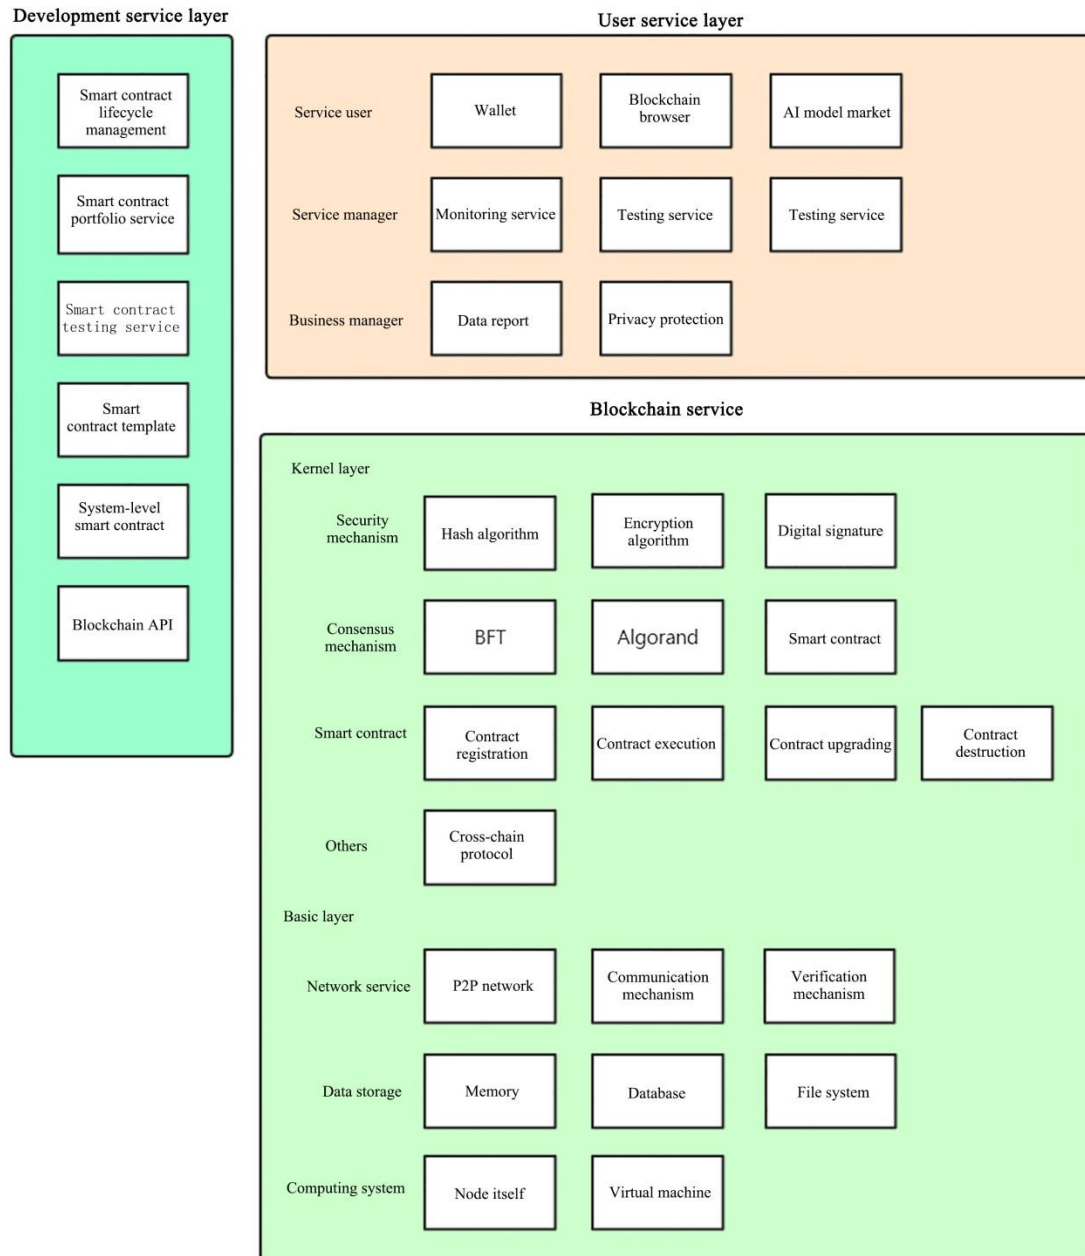 Development service layer
Smart contract
lifecycle
management
Smart contract
portfolio service
Smart contract
testing service
Smart
contract template
System-level
smart contract
Blockchain API
User service layer
Service user
Wallet
Blockchain
browser
AI model market
Service manager
Monitoring service
Testing service
Testing service
Business manager
Data report
Privacy protection
Blockchain service
Kernel layer
Security
mechanism
Hash algorithm
Encryption
algorithm
Digital signature
Consensus
mechanism
BFT
Algorand
Smart contract
Smart contract
Contract
registration
Contract execution
Contract upgrading
Contract
destruction
Others
Cross-chain
protocol
Basic layer
Network service
P2P network
Communication
mechanism
Verification
mechanism
Data storage
Memory
Database
File system
Computing system
Node itself
Virtual machine